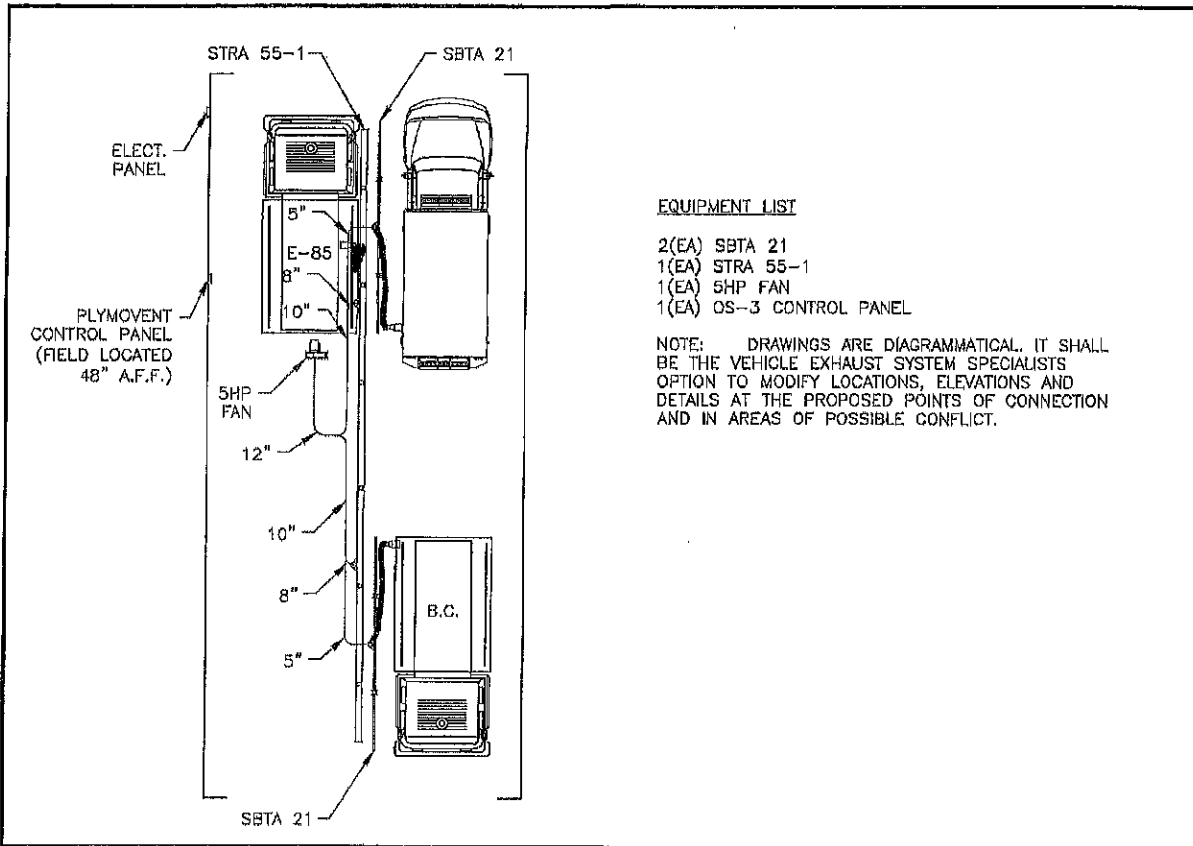 STRA 55-1
SBTA 21
ELECT.
PANEL
5"
E-85
8"
10"
PLYMOVENT
CONTROL PANEL
(FIELD LOCATED
48" A.F.F.)
5HP
FAN
12"
10"
8"
B.C.
5"
SBTA 21
EQUIPMENT LIST
2(EA) SBTA 21
1(EA) STRA 55-1
1(EA) 5HP FAN
1(EA) OS-3 CONTROL PANEL
NOTE: DRAWINGS ARE DIAGRAMMATICAL. IT SHALL
BE THE VEHICLE EXHAUST SYSTEM SPECIALISTS
OPTION TO MODIFY LOCATIONS, ELEVATIONS AND
DETAILS AT THE PROPOSED POINTS OF CONNECTION
AND IN AREAS OF POSSIBLE CONFLICT.